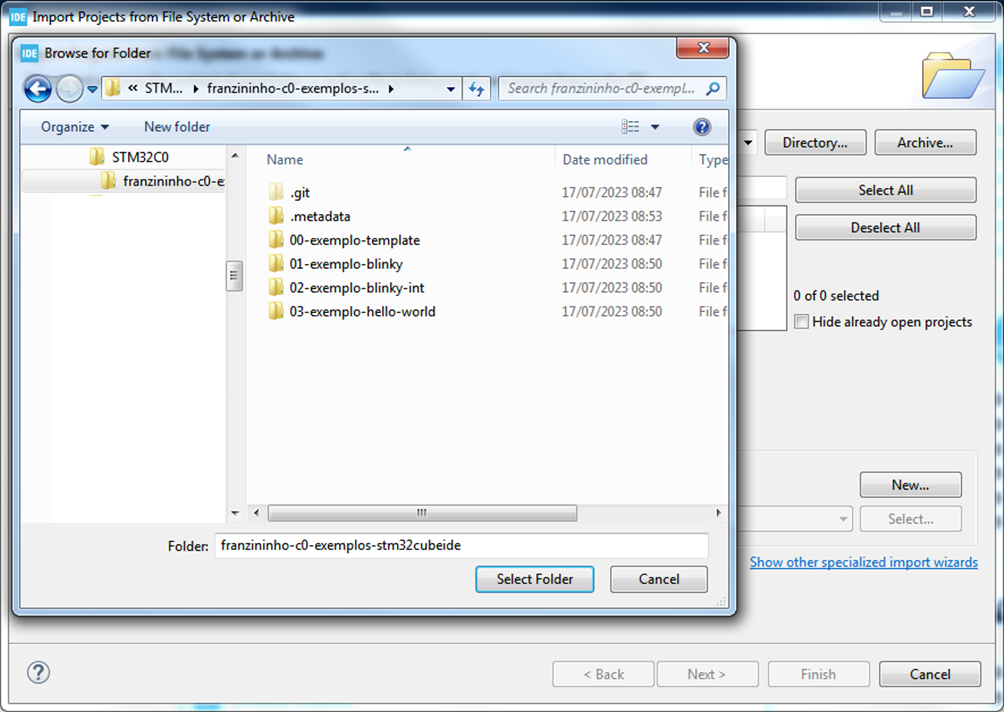 IDE Import Projects from File System or Archive
IDE Browse for Folder
« STM... franzininho-c0-exemplos-s...
Search franzininho-c0-exempl...
Organize
New folder
STM32C0
franzininho-c0-e
Name Date modified Type
.git 17/07/2023 08:47 File f
.metadata 17/07/2023 08:53 File f
00-exemplo-template 17/07/2023 08:47 File f
01-exemplo-blinky 17/07/2023 08:50 File f
02-exemplo-blinky-int 17/07/2023 08:50 File f
03-exemplo-hello-world 17/07/2023 08:50 File f
Folder: franzininho-c0-exemplos-stm32cubeide
Select Folder
Cancel
Directory...
Archive...
Select All
Deselect All
0 of 0 selected
Hide already open projects
New...
Select...
Show other specialized import wizards
?
< Back
Next >
Finish
Cancel